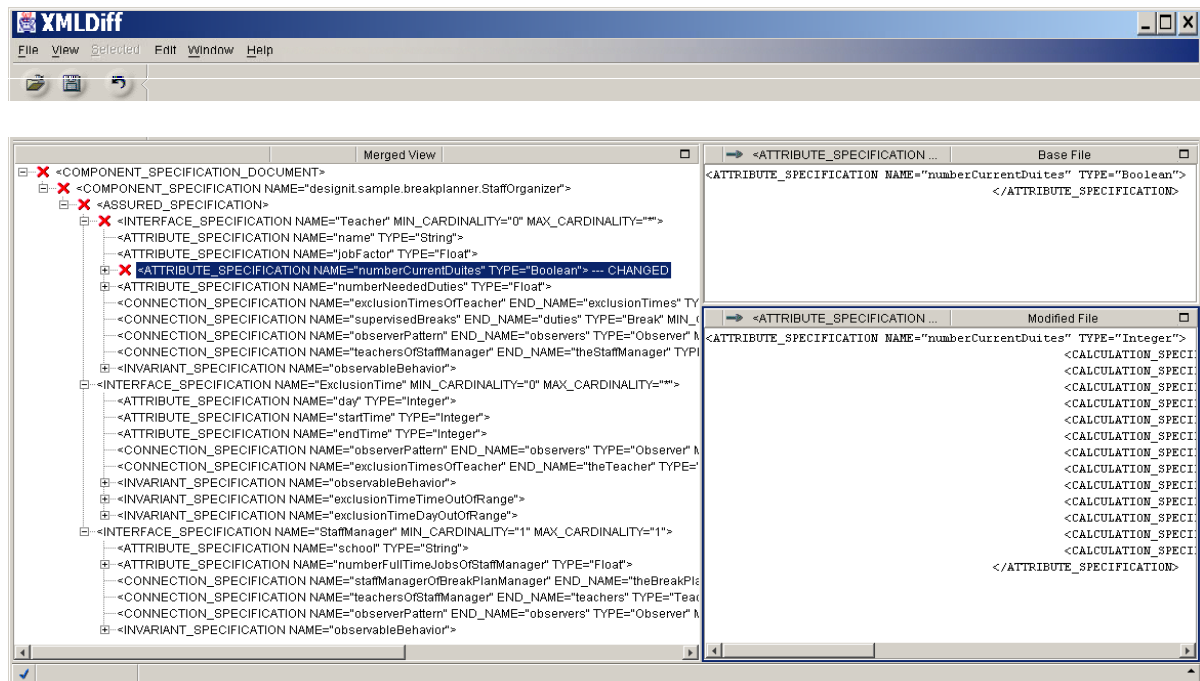 XMLDiff
File View Selected Edit Window Help
Merged View
<COMPONENT_SPECIFICATION_DOCUMENT>
<COMPONENT_SPECIFICATION NAME="designit.sample.breakplanner.StaffOrganizer">
<ASSURED_SPECIFICATION>
<INTERFACE_SPECIFICATION NAME="Teacher" MIN_CARDINALITY="0" MAX_CARDINALITY="*">
<ATTRIBUTE_SPECIFICATION NAME="name" TYPE="String">
<ATTRIBUTE_SPECIFICATION NAME="jobFactor" TYPE="Float">
<ATTRIBUTE_SPECIFICATION NAME="numberCurrentDuites" TYPE="Boolean"> --- CHANGED
<ATTRIBUTE_SPECIFICATION NAME="numberNeededDuties" TYPE="Float">
<CONNECTION_SPECIFICATION NAME="exclusionTimesOfTeacher" END_NAME="exclusionTimes" TY
<CONNECTION_SPECIFICATION NAME="supervisedBreaks" END_NAME="duties" TYPE="Break" MIN_(
<CONNECTION_SPECIFICATION NAME="observerPattern" END_NAME="observers" TYPE="Observer" M
<CONNECTION_SPECIFICATION NAME="teachersOfStaffManager" END_NAME="theStaffManager" TYPI
<INVARIANT_SPECIFICATION NAME="observableBehavior">
<INTERFACE_SPECIFICATION NAME="ExclusionTime" MIN_CARDINALITY="0" MAX_CARDINALITY="*">
<ATTRIBUTE_SPECIFICATION NAME="day" TYPE="Integer">
<ATTRIBUTE_SPECIFICATION NAME="startTime" TYPE="Integer">
<ATTRIBUTE_SPECIFICATION NAME="endTime" TYPE="Integer">
<CONNECTION_SPECIFICATION NAME="observerPattern" END_NAME="observers" TYPE="Observer" M
<CONNECTION_SPECIFICATION NAME="exclusionTimesOfTeacher" END_NAME="theTeacher" TYPE="
<INVARIANT_SPECIFICATION NAME="observableBehavior">
<INVARIANT_SPECIFICATION NAME="exclusionTimeTimeOutOfRange">
<INVARIANT_SPECIFICATION NAME="exclusionTimeDayOutOfRange">
<INTERFACE_SPECIFICATION NAME="StaffManager" MIN_CARDINALITY="1" MAX_CARDINALITY="1">
<ATTRIBUTE_SPECIFICATION NAME="school" TYPE="String">
<ATTRIBUTE_SPECIFICATION NAME="numberFullTimeJobsOfStaffManager" TYPE="Float">
<CONNECTION_SPECIFICATION NAME="staffManagerOfBreakPlanManager" END_NAME="theBreakPla
<CONNECTION_SPECIFICATION NAME="teachersOfStaffManager" END_NAME="teachers" TYPE="Teac
<CONNECTION_SPECIFICATION NAME="observerPattern" END_NAME="observers" TYPE="Observer" M
<INVARIANT_SPECIFICATION NAME="observableBehavior">
<ATTRIBUTE_SPECIFICATION ... Base File
<ATTRIBUTE_SPECIFICATION NAME="numberCurrentDuites" TYPE="Boolean">
</ATTRIBUTE_SPECIFICATION>
<ATTRIBUTE_SPECIFICATION ... Modified File
<ATTRIBUTE_SPECIFICATION NAME="numberCurrentDuites" TYPE="Integer">
<CALCULATION_SPECI
<CALCULATION_SPECI
<CALCULATION_SPECI
<CALCULATION_SPECI
<CALCULATION_SPECI
<CALCULATION_SPECI
<CALCULATION_SPECI
<CALCULATION_SPECI
<CALCULATION_SPECI
<CALCULATION_SPECI
<CALCULATION_SPECI
<CALCULATION_SPECI
<CALCULATION_SPECI
</ATTRIBUTE_SPECIFICATION>